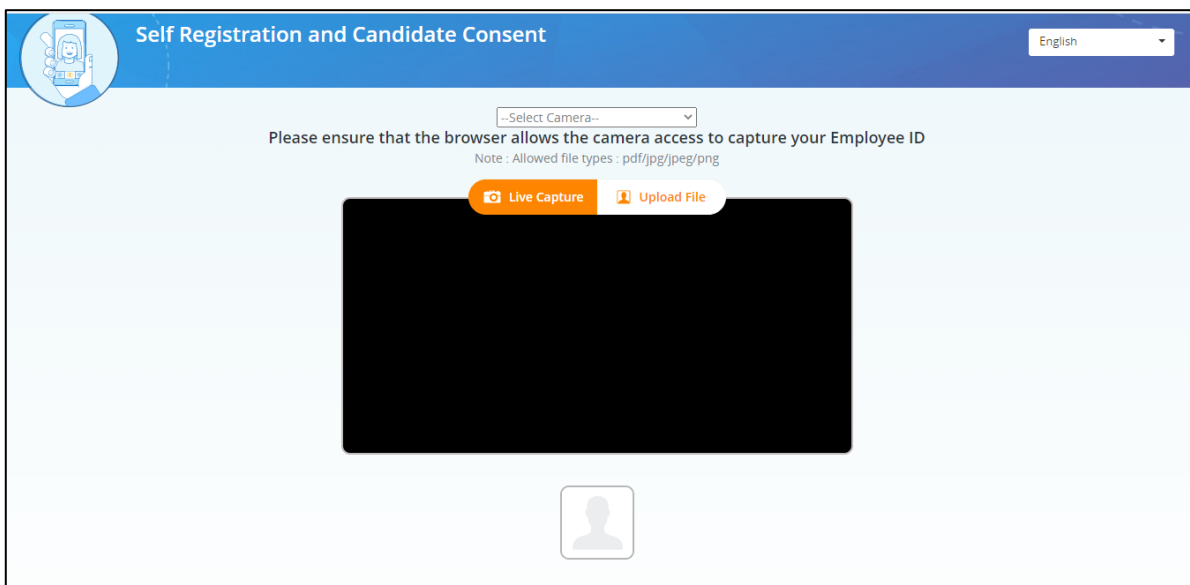 Self Registration and Candidate Consent
English
--Select Camera--
Please ensure that the browser allows the camera access to capture your Employee ID
Note : Allowed file types : pdf/jpg/jpeg/png
Live Capture
Upload File